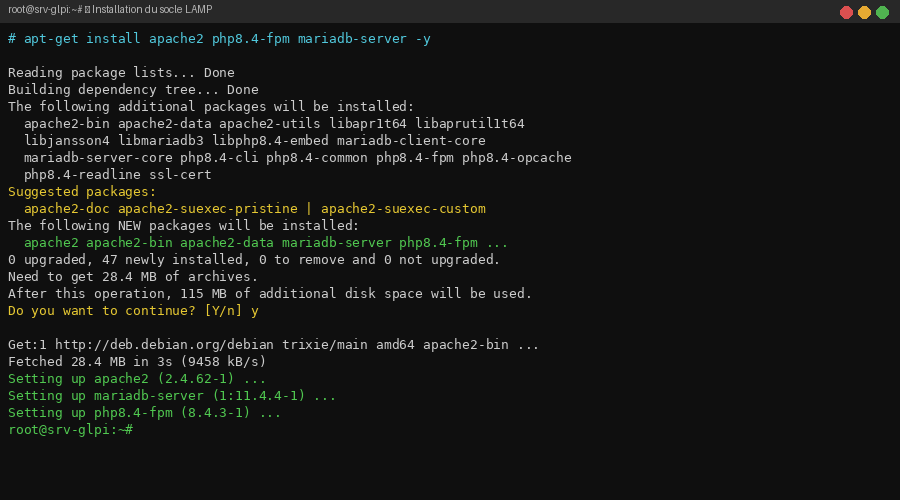 root@srv-glpi:~# ▯ Installation du socle LAMP
# apt-get install apache2 php8.4-fpm mariadb-server -y
Reading package lists... Done
Building dependency tree... Done
The following additional packages will be installed:
apache2-bin apache2-data apache2-utils libapr1t64 libaprutil1t64
libjansson4 libmariadb3 libphp8.4-embed mariadb-client-core
mariadb-server-core php8.4-cli php8.4-common php8.4-fpm php8.4-opcache
php8.4-readline ssl-cert
Suggested packages:
apache2-doc apache2-suexec-pristine | apache2-suexec-custom
The following NEW packages will be installed:
apache2 apache2-bin apache2-data mariadb-server php8.4-fpm ...
0 upgraded, 47 newly installed, 0 to remove and 0 not upgraded.
Need to get 28.4 MB of archives.
After this operation, 115 MB of additional disk space will be used.
Do you want to continue? [Y/n] y
Get:1 http://deb.debian.org/debian trixie/main amd64 apache2-bin ...
Fetched 28.4 MB in 3s (9458 kB/s)
Setting up apache2 (2.4.62-1) ...
Setting up mariadb-server (1:11.4.4-1) ...
Setting up php8.4-fpm (8.4.3-1) ...
root@srv-glpi:~#